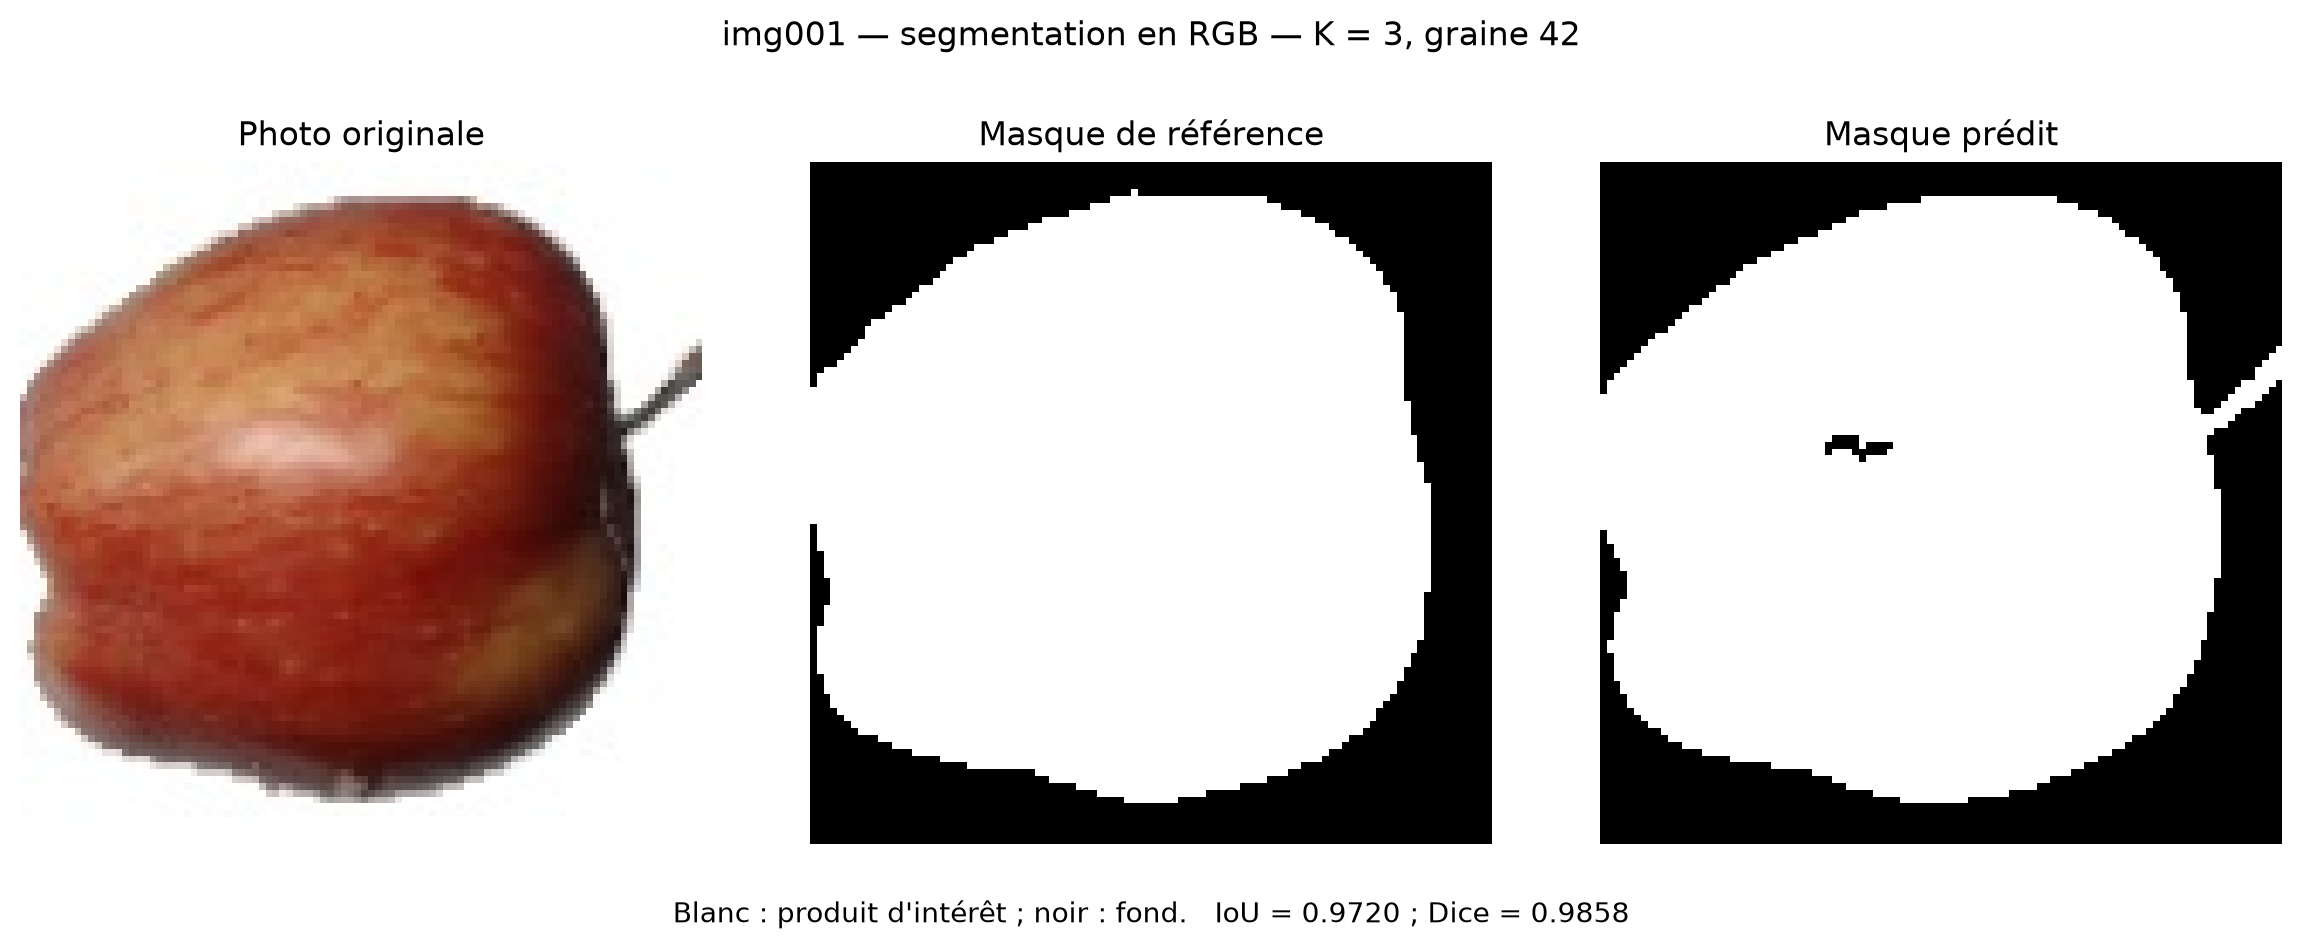 img001 — segmentation en RGB — K = 3, graine 42
Photo originale
Masque de référence
Masque prédit
Blanc : produit d'intérêt ; noir : fond.   IoU = 0.9720 ; Dice = 0.9858